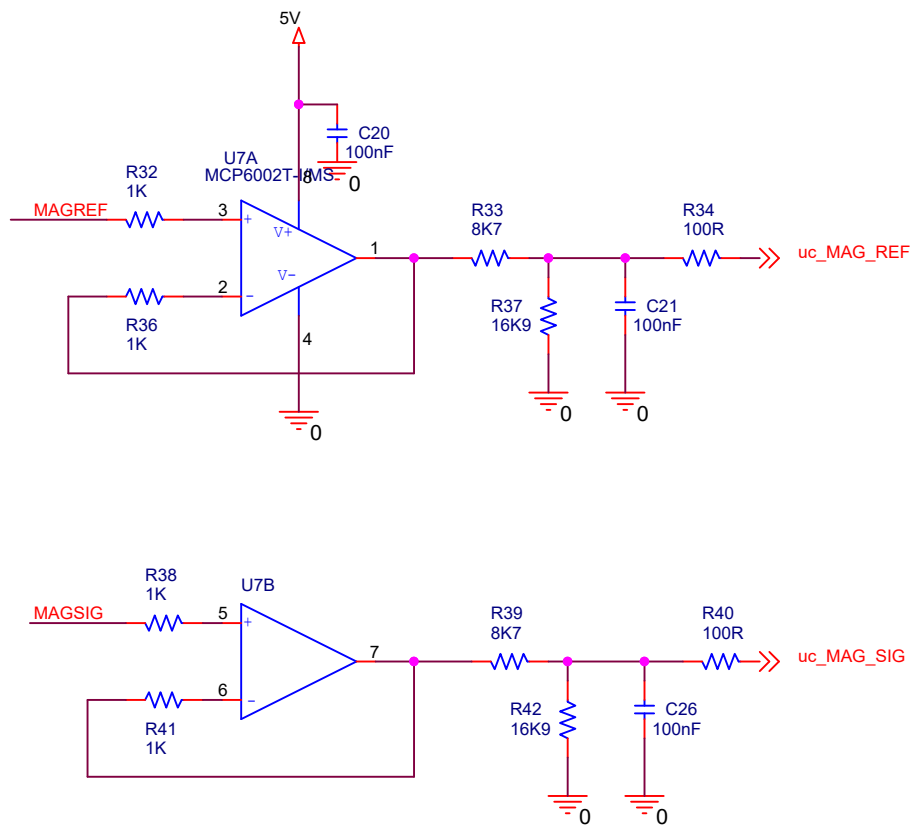 5V
C20
100nF
0
U7A
MCP6002T-I/MS
8
R32
1K
MAGREF
3
+
V+
V-
1
2
-
R36
1K
4
0
R33
8K7
R34
100R
uc_MAG_REF
R37
16K9
C21
100nF
0
0
R38
1K
U7B
MAGSIG
5
+
7
6
-
R41
1K
R39
8K7
R40
100R
uc_MAG_SIG
R42
16K9
C26
100nF
0
0